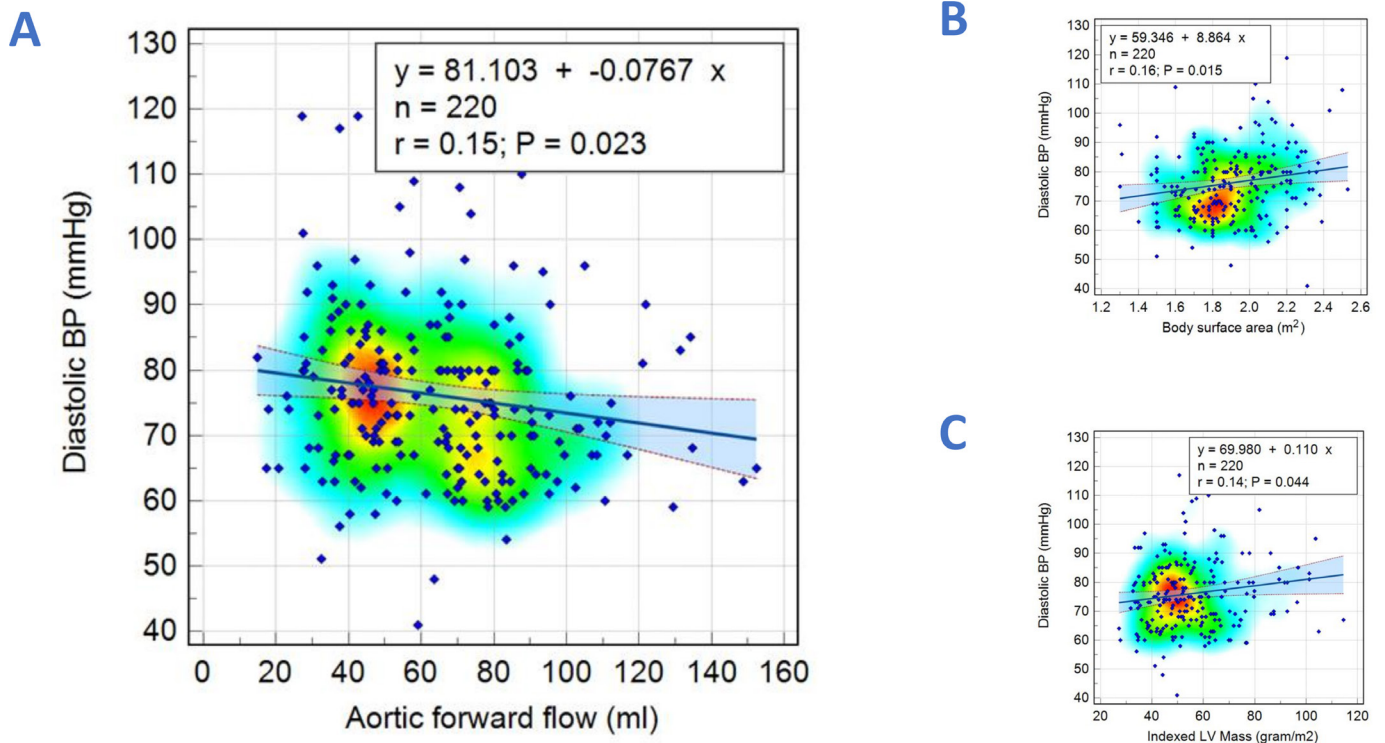 A
130
120
110
100
90
80
70
60
50
40
Diastolic BP (mmHg)
y = 81.103 + -0.0767 x
n = 220
r = 0.15; P = 0.023
0 20 40 60 80 100 120 140 160
Aortic forward flow (ml)
B
130
120
110
100
90
80
70
60
50
40
Diastolic BP (mmHg)
y = 59.346 + 8.864 x
n = 220
r = 0.16; P = 0.015
1.2 1.4 1.6 1.8 2.0 2.2 2.4 2.6
Body surface area (m²)
C
130
120
110
100
90
80
70
60
50
40
Diastolic BP (mmHg)
y = 69.980 + 0.110 x
n = 220
r = 0.14; P = 0.044
20 40 60 80 100 120
Indexed LV Mass (gram/m2)